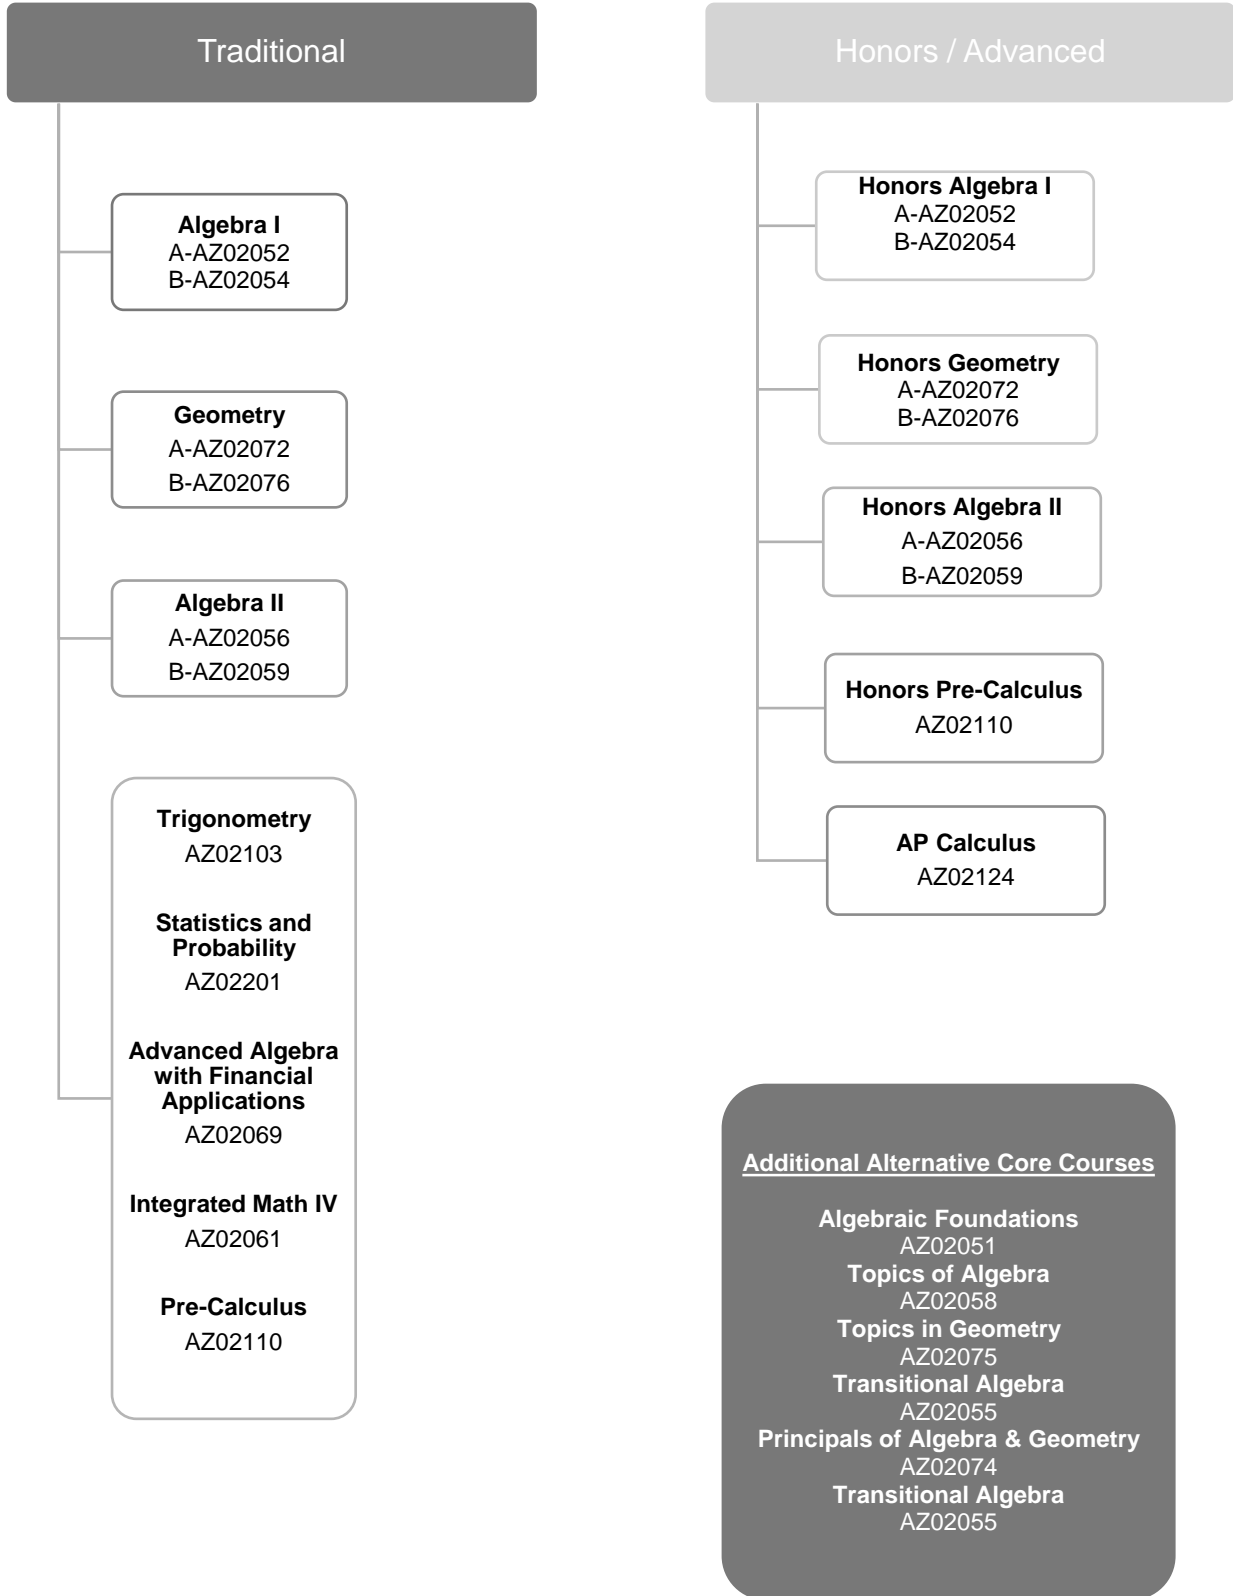 Traditional
Algebra I
A-AZ02052
B-AZ02054
Geometry
A-AZ02072
B-AZ02076
Algebra II
A-AZ02056
B-AZ02059
Trigonometry
AZ02103
Statistics and
Probability
AZ02201
Advanced Algebra
with Financial
Applications
AZ02069
Integrated Math IV
AZ02061
Pre-Calculus
AZ02110
Honors / Advanced
Honors Algebra I
A-AZ02052
B-AZ02054
Honors Geometry
A-AZ02072
B-AZ02076
Honors Algebra II
A-AZ02056
B-AZ02059
Honors Pre-Calculus
AZ02110
AP Calculus
AZ02124
Additional Alternative Core Courses
Algebraic Foundations
AZ02051
Topics of Algebra
AZ02058
Topics in Geometry
AZ02075
Transitional Algebra
AZ02055
Principals of Algebra & Geometry
AZ02074
Transitional Algebra
AZ02055